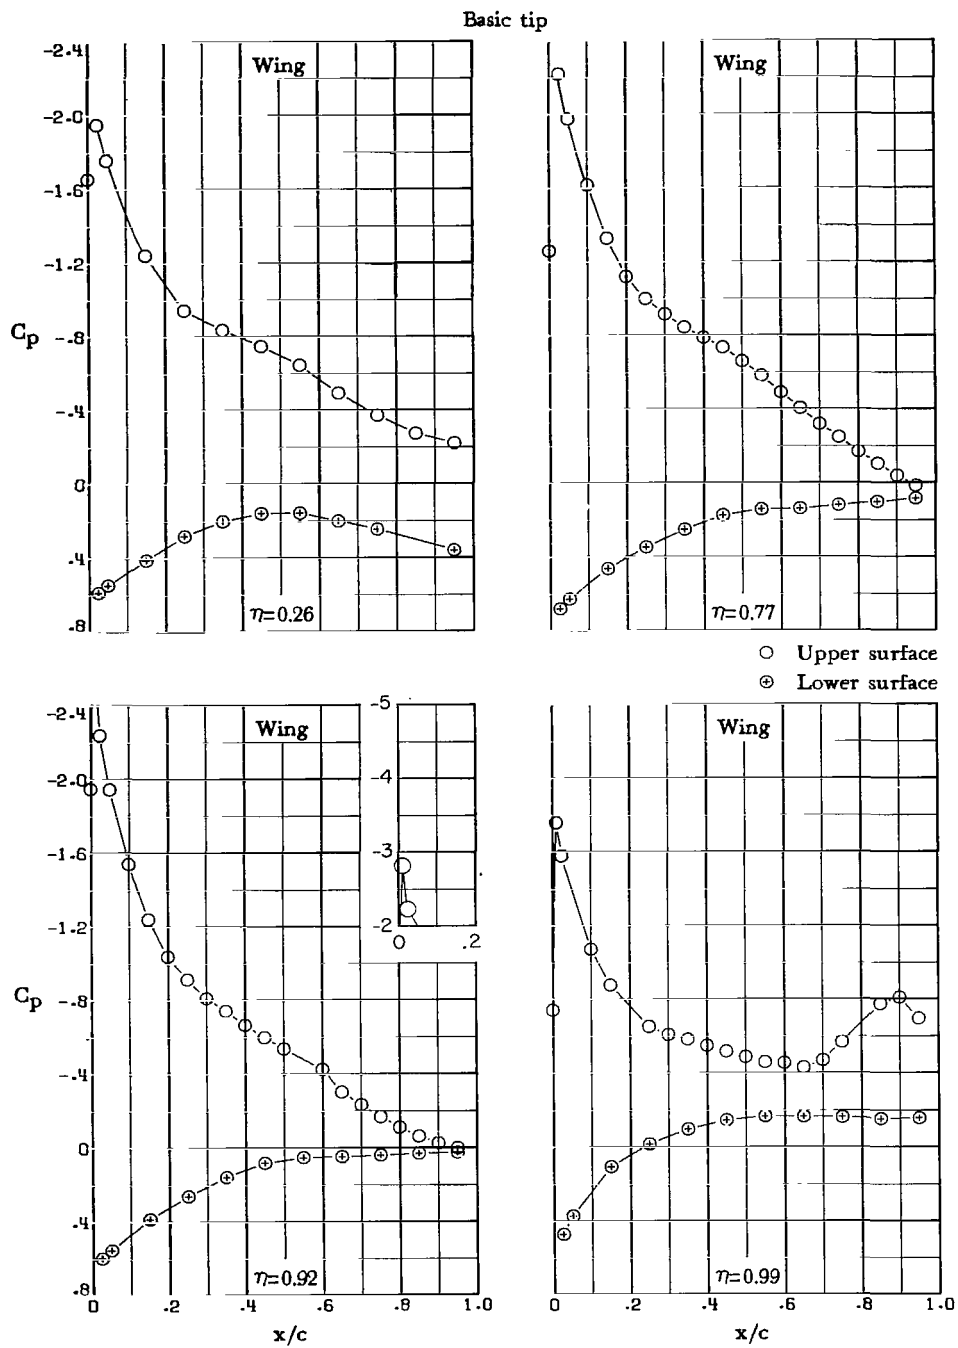 Basic tip
-2.4
Wing
Wing
-2.0
-1.6
-1.2
Cp
-.8
-.4
0
.4
.8
η=0.26
η=0.77
Upper surface
Lower surface
-2.4
Wing
-5
Wing
-2.0
-4
-1.6
-3
-1.2
-2
0
.2
Cp
-.8
-.4
0
.4
.8
η=0.92
η=0.99
0 .2 .4 .6 .8 1.0
0 .2 .4 .6 .8 1.0
x/c
x/c